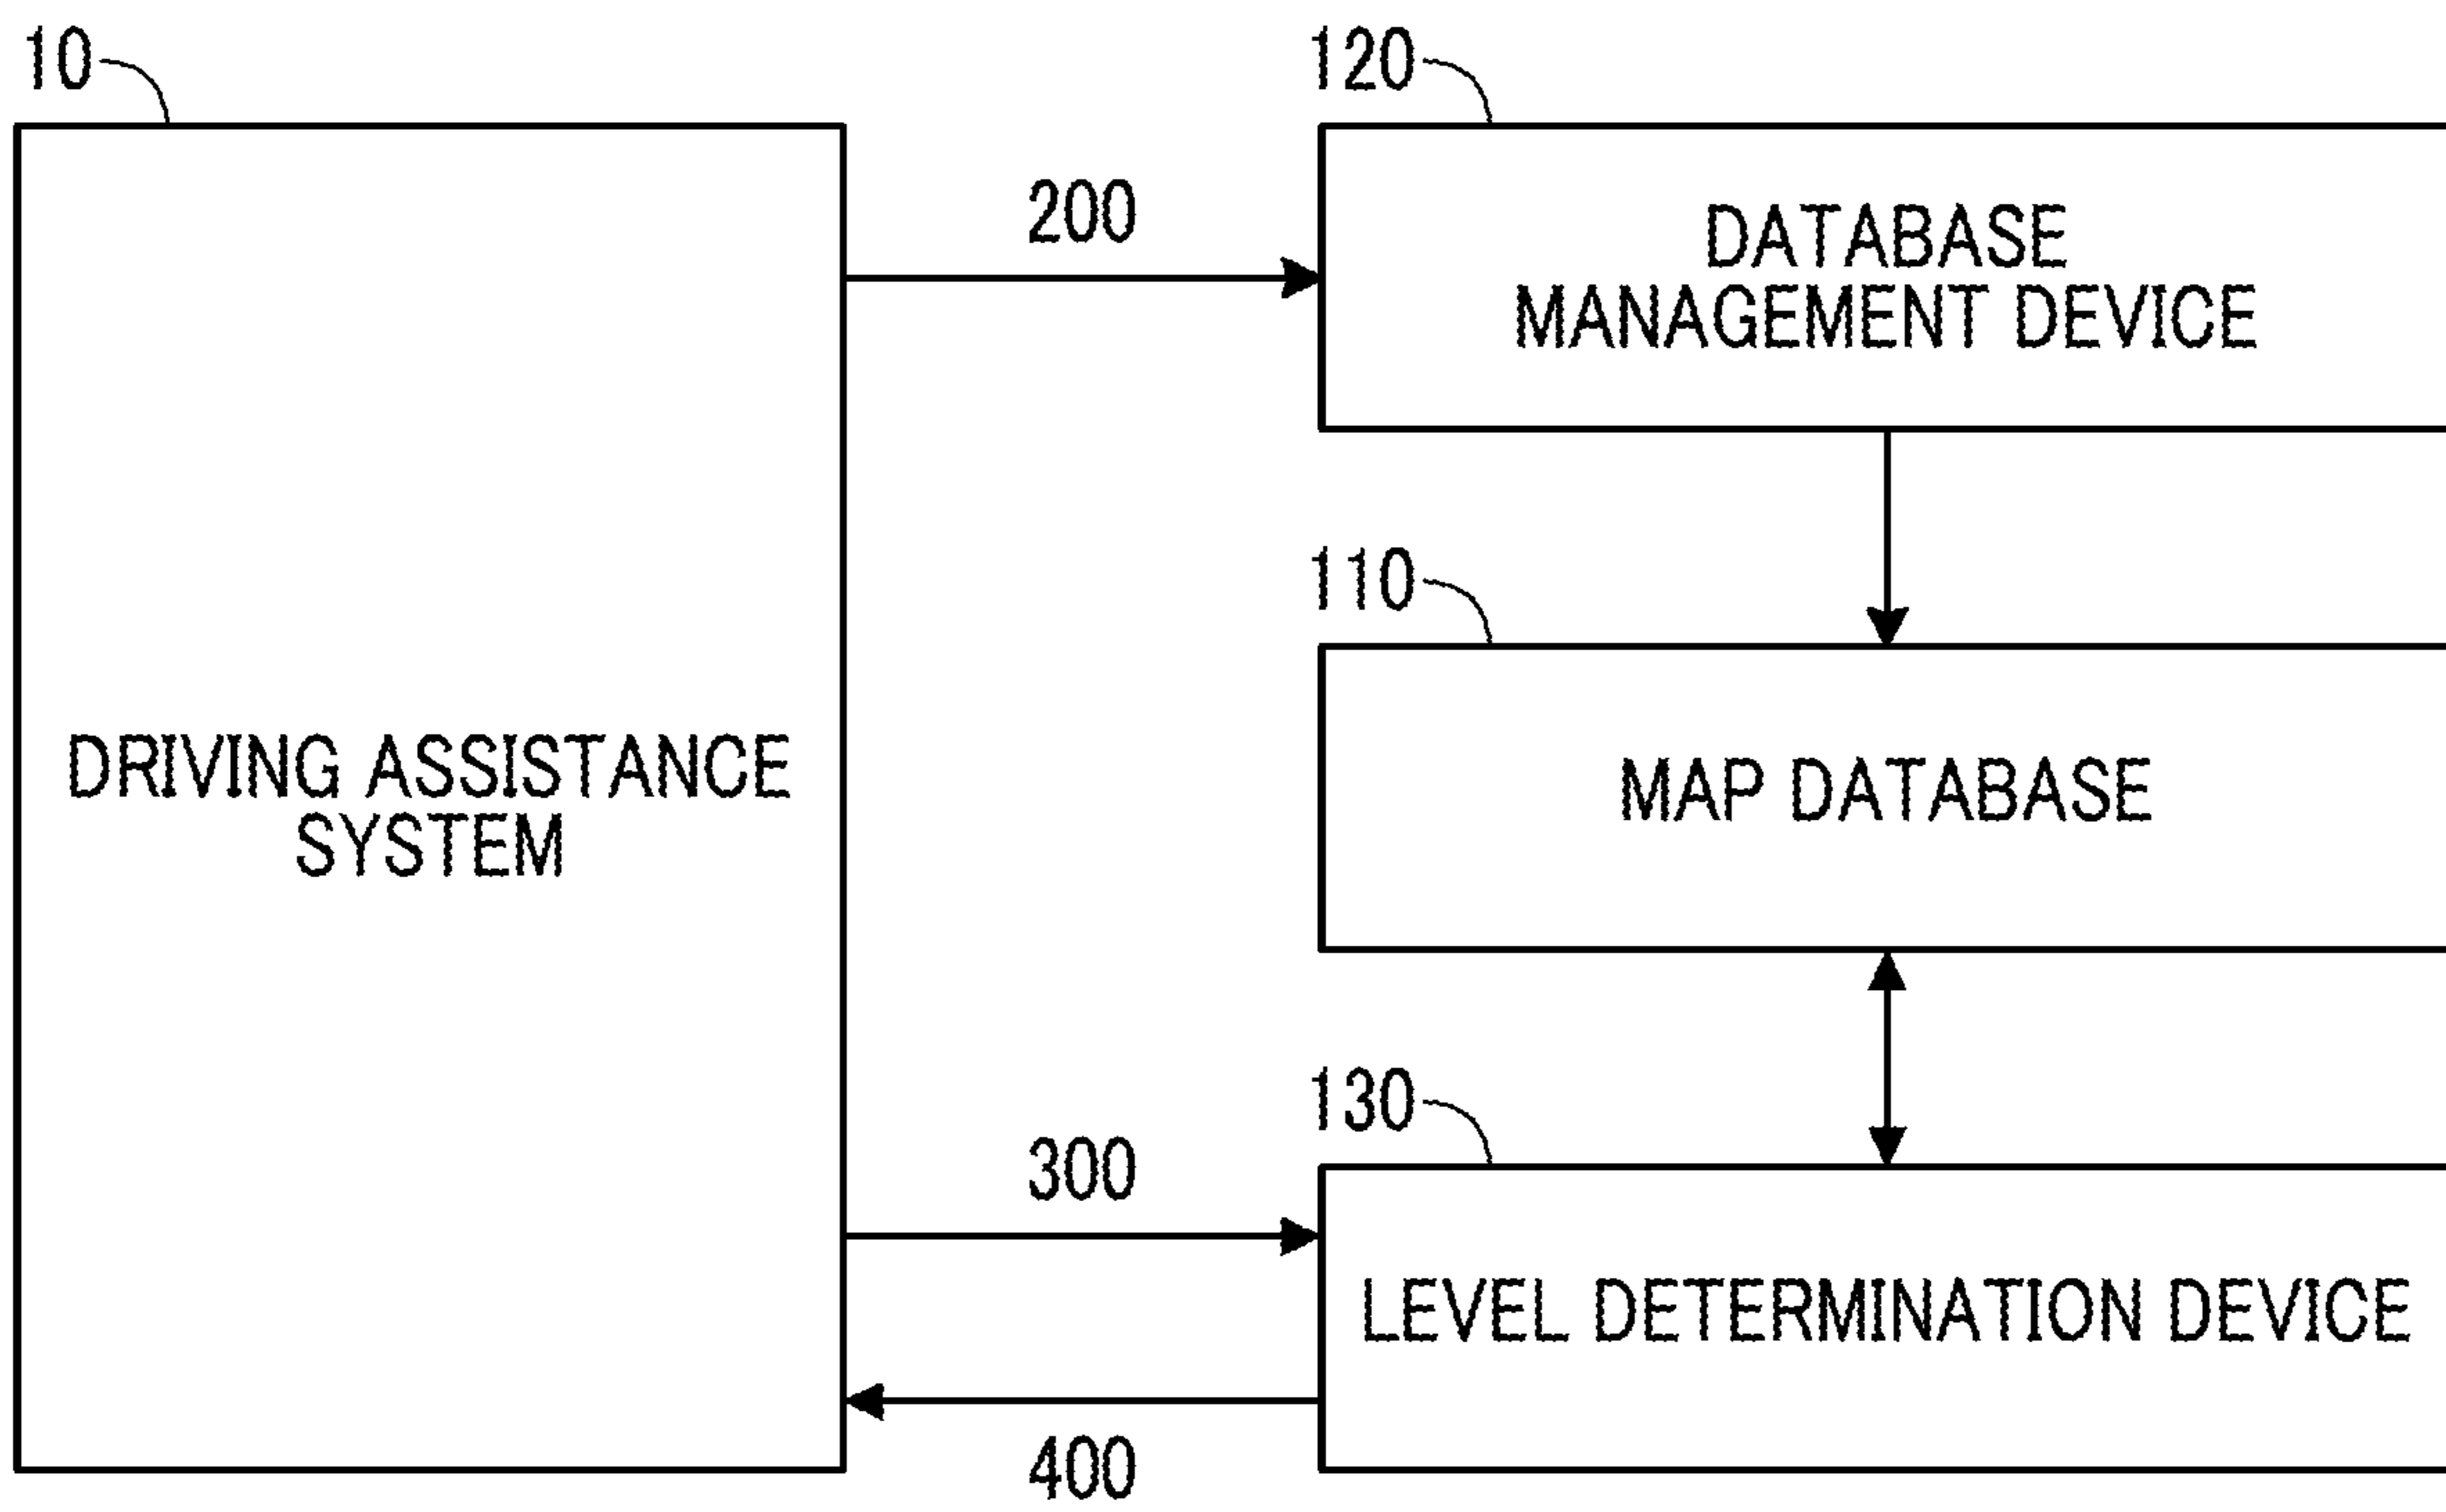 10
120
200
DATABASE
MANAGEMENT DEVICE
110
DRIVING ASSISTANCE
SYSTEM
MAP DATABASE
130
300
LEVEL DETERMINATION DEVICE
400